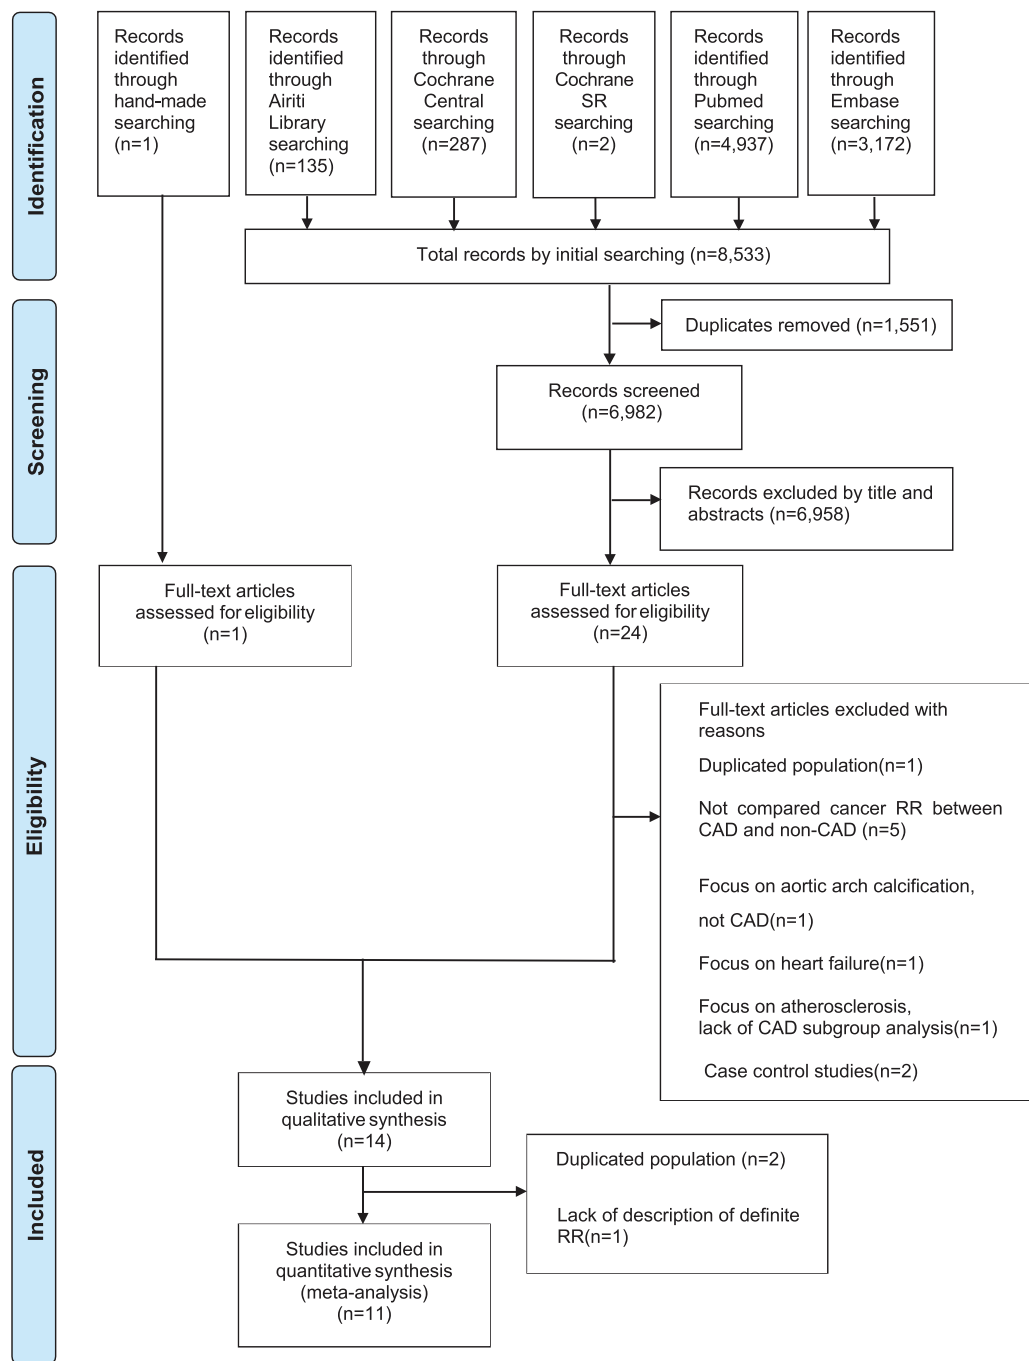 Identification
Records
identified
through
hand-made
searching
(n=1)
Records
identified
through
Airiti
Library
searching
(n=135)
Records
through
Cochrane
Central
searching
(n=287)
Records
through
Cochrane
SR
searching
(n=2)
Records
identified
through
Pubmed
searching
(n=4,937)
Records
identified
through
Embase
searching
(n=3,172)
Total records by initial searching (n=8,533)
Screening
Duplicates removed (n=1,551)
Records screened
(n=6,982)
Records excluded by title and
abstracts (n=6,958)
Eligibility
Full-text articles
assessed for eligibility
(n=1)
Full-text articles
assessed for eligibility
(n=24)
Full-text articles excluded with
reasons
Duplicated population(n=1)
Not compared cancer RR between
CAD and non-CAD (n=5)
Focus on aortic arch calcification,
not CAD(n=1)
Focus on heart failure(n=1)
Focus on atherosclerosis,
lack of CAD subgroup analysis(n=1)
Case control studies(n=2)
Included
Studies included in
qualitative synthesis
(n=14)
Duplicated population (n=2)
Lack of description of definite
RR(n=1)
Studies included in
quantitative synthesis
(meta-analysis)
(n=11)